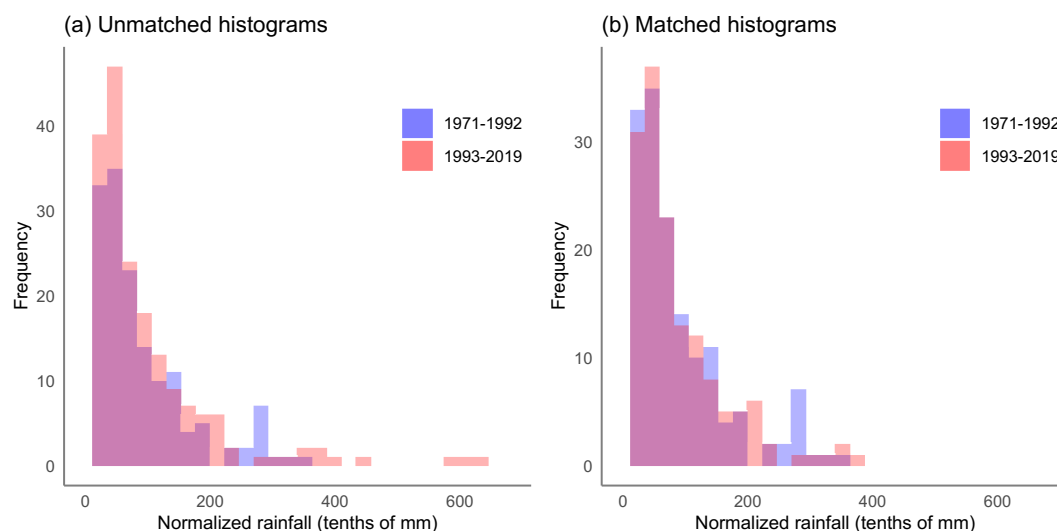 (a) Unmatched histograms
Frequency
40
30
20
10
0
1971-1992
1993-2019
0 200 400 600
Normalized rainfall (tenths of mm)
(b) Matched histograms
Frequency
30
20
10
0
1971-1992
1993-2019
0 200 400 600
Normalized rainfall (tenths of mm)